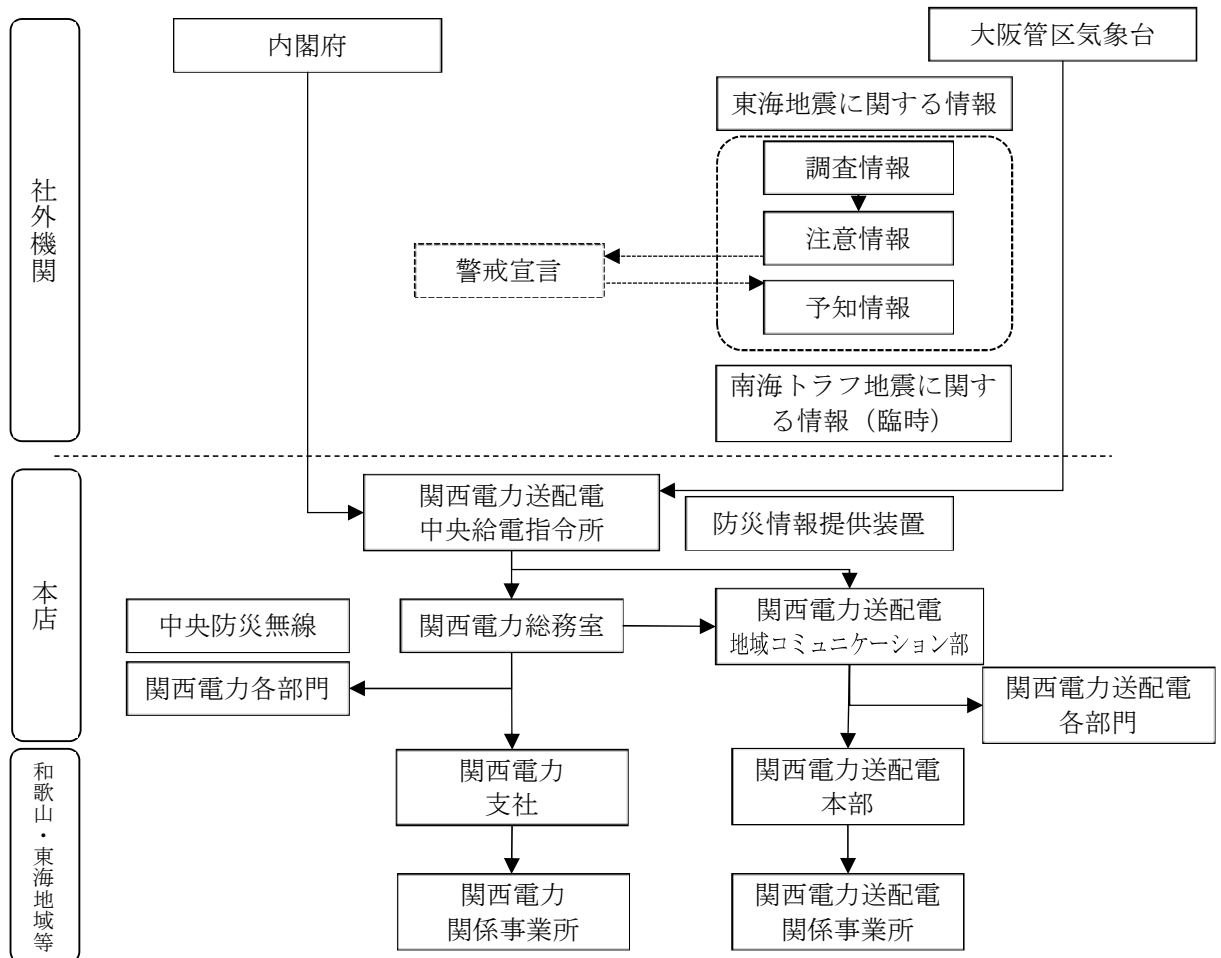 社外機関
内閣府
大阪管区気象台
東海地震に関する情報
調査情報
注意情報
警戒宣言
予知情報
南海トラフ地震に関す
る情報（臨時）
本店
関西電力送配電
中央給電指令所
防災情報提供装置
中央防災無線
関西電力総務室
関西電力送配電
地域コミュニケーション部
関西電力各部門
関西電力送配電
各部門
和歌山・東海地域等
関西電力
支社
関西電力送配電
本部
関西電力
関係事業所
関西電力送配電
関係事業所